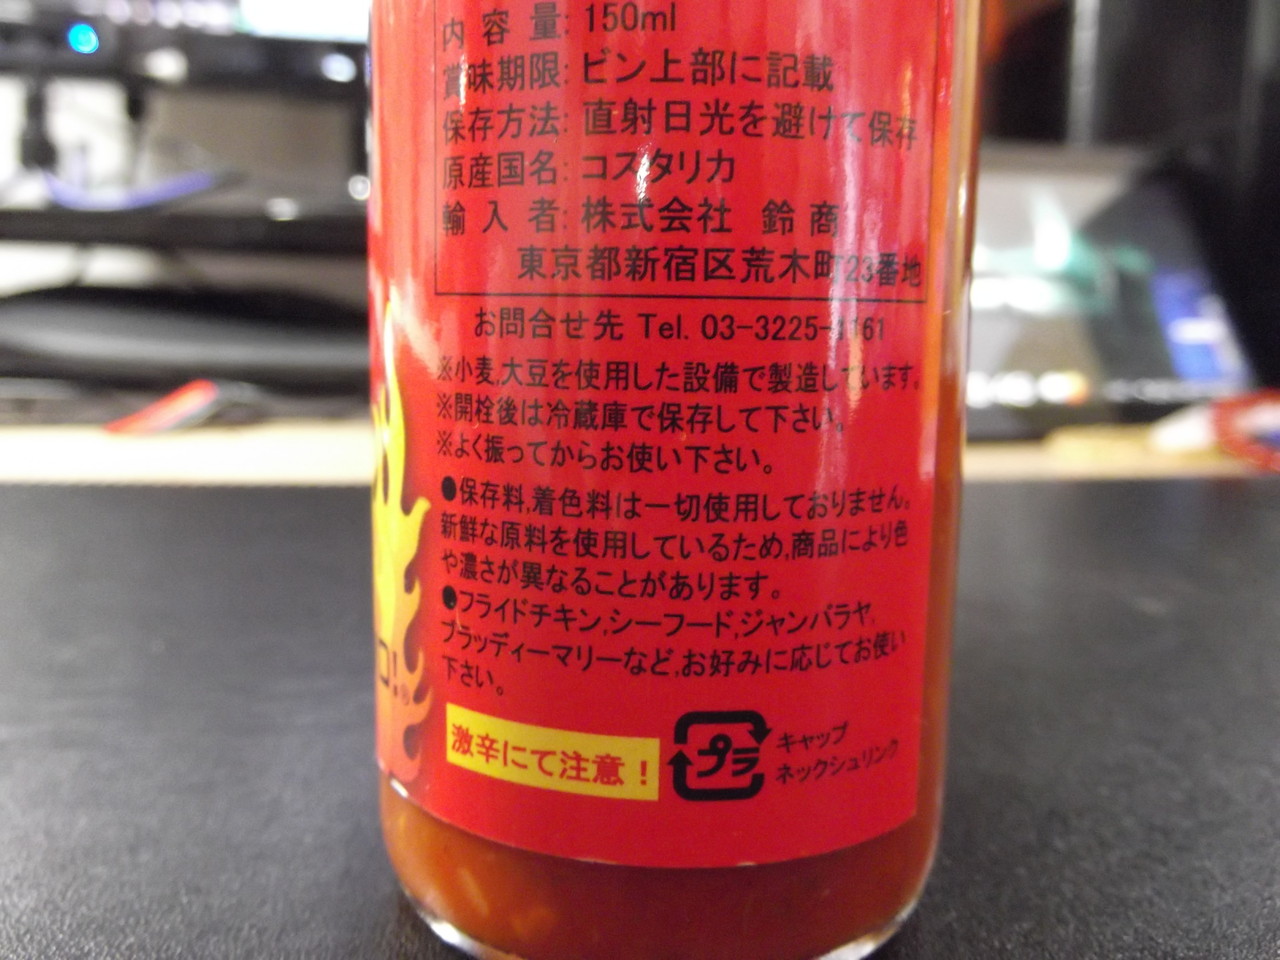 内容量: 150ml
賞味期限: ビン上部に記載
保存方法: 直射日光を避けて保存
原産国名: コスタリカ
輸入者: 株式会社 鈴商
東京都新宿区荒木町23番地
お問合せ先 Tel. 03-3225-1161
※小麦,大豆を使用した設備で製造しています。
※開栓後は冷蔵庫で保存して下さい。
※よく振ってからお使い下さい。
●保存料,着色料は一切使用しておりません。
新鮮な原料を使用しているため,商品により色
や濃さが異なることがあります。
●フライドチキン,シーフード,ジャンバラヤ,
ブラッディーマリーなど,お好みに応じてお使い
下さい。
コ!の
激辛にて注意!
プラ
キャップ
ネックシュリンク